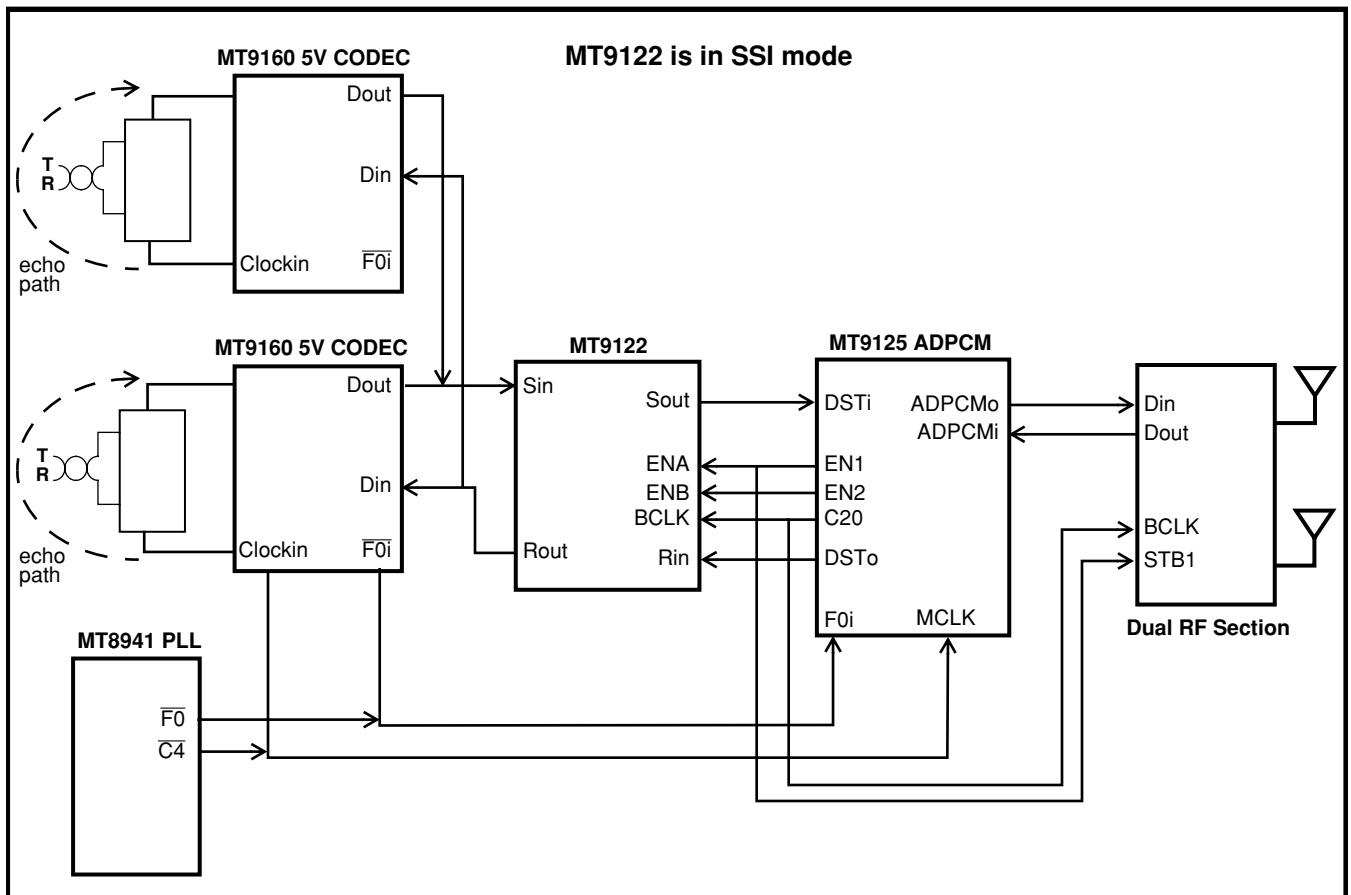 MT9160 5V CODEC
MT9122 is in SSI mode
Dout
Din
T
R
echo
path
Clockin
F0i
MT9160 5V CODEC
Dout
Din
T
R
echo
path
Clockin
F0i
MT9122
Sin
Sout
ENA
ENB
BCLK
Rout
Rin
MT9125 ADPCM
DSTi
ADPCMo
ADPCMi
EN1
EN2
C20
DSTo
F0i
MCLK
Din
Dout
BCLK
STB1
Dual RF Section
MT8941 PLL
F0
C4